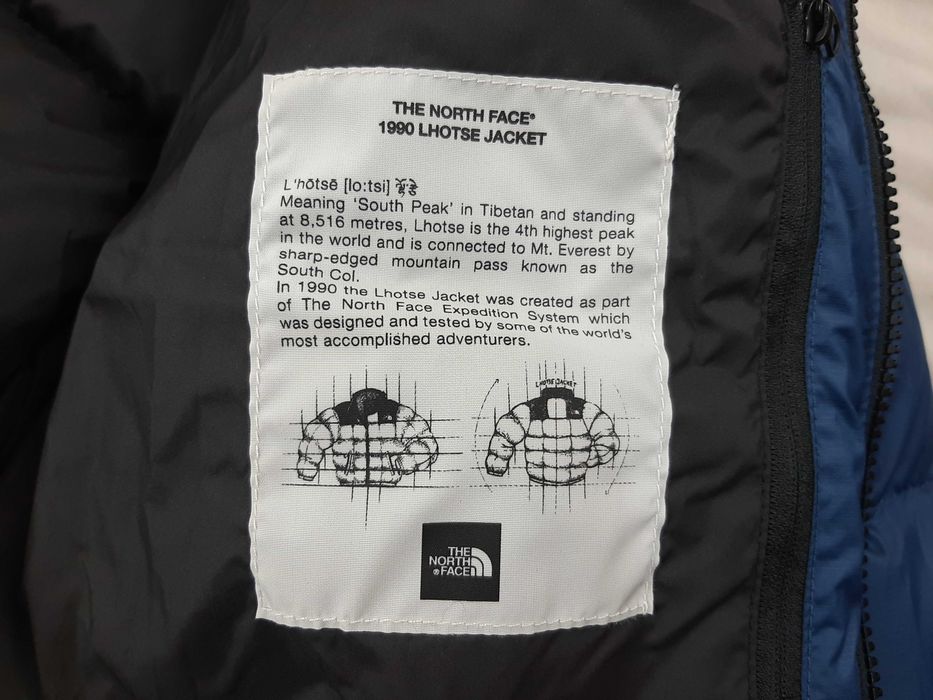 THE NORTH FACE®
1990 LHOTSE JACKET
L'hōtsē [lo:tsi]
Meaning 'South Peak' in Tibetan and standing
at 8,516 metres, Lhotse is the 4th highest peak
in the world and is connected to Mt. Everest by
sharp-edged mountain pass known as the
South Col.
In 1990 the Lhotse Jacket was created as part
of The North Face Expedition System which
was designed and tested by some of the world's
most accomplished adventurers.
LHOTSE JACKET
THE
NORTH
®FACE